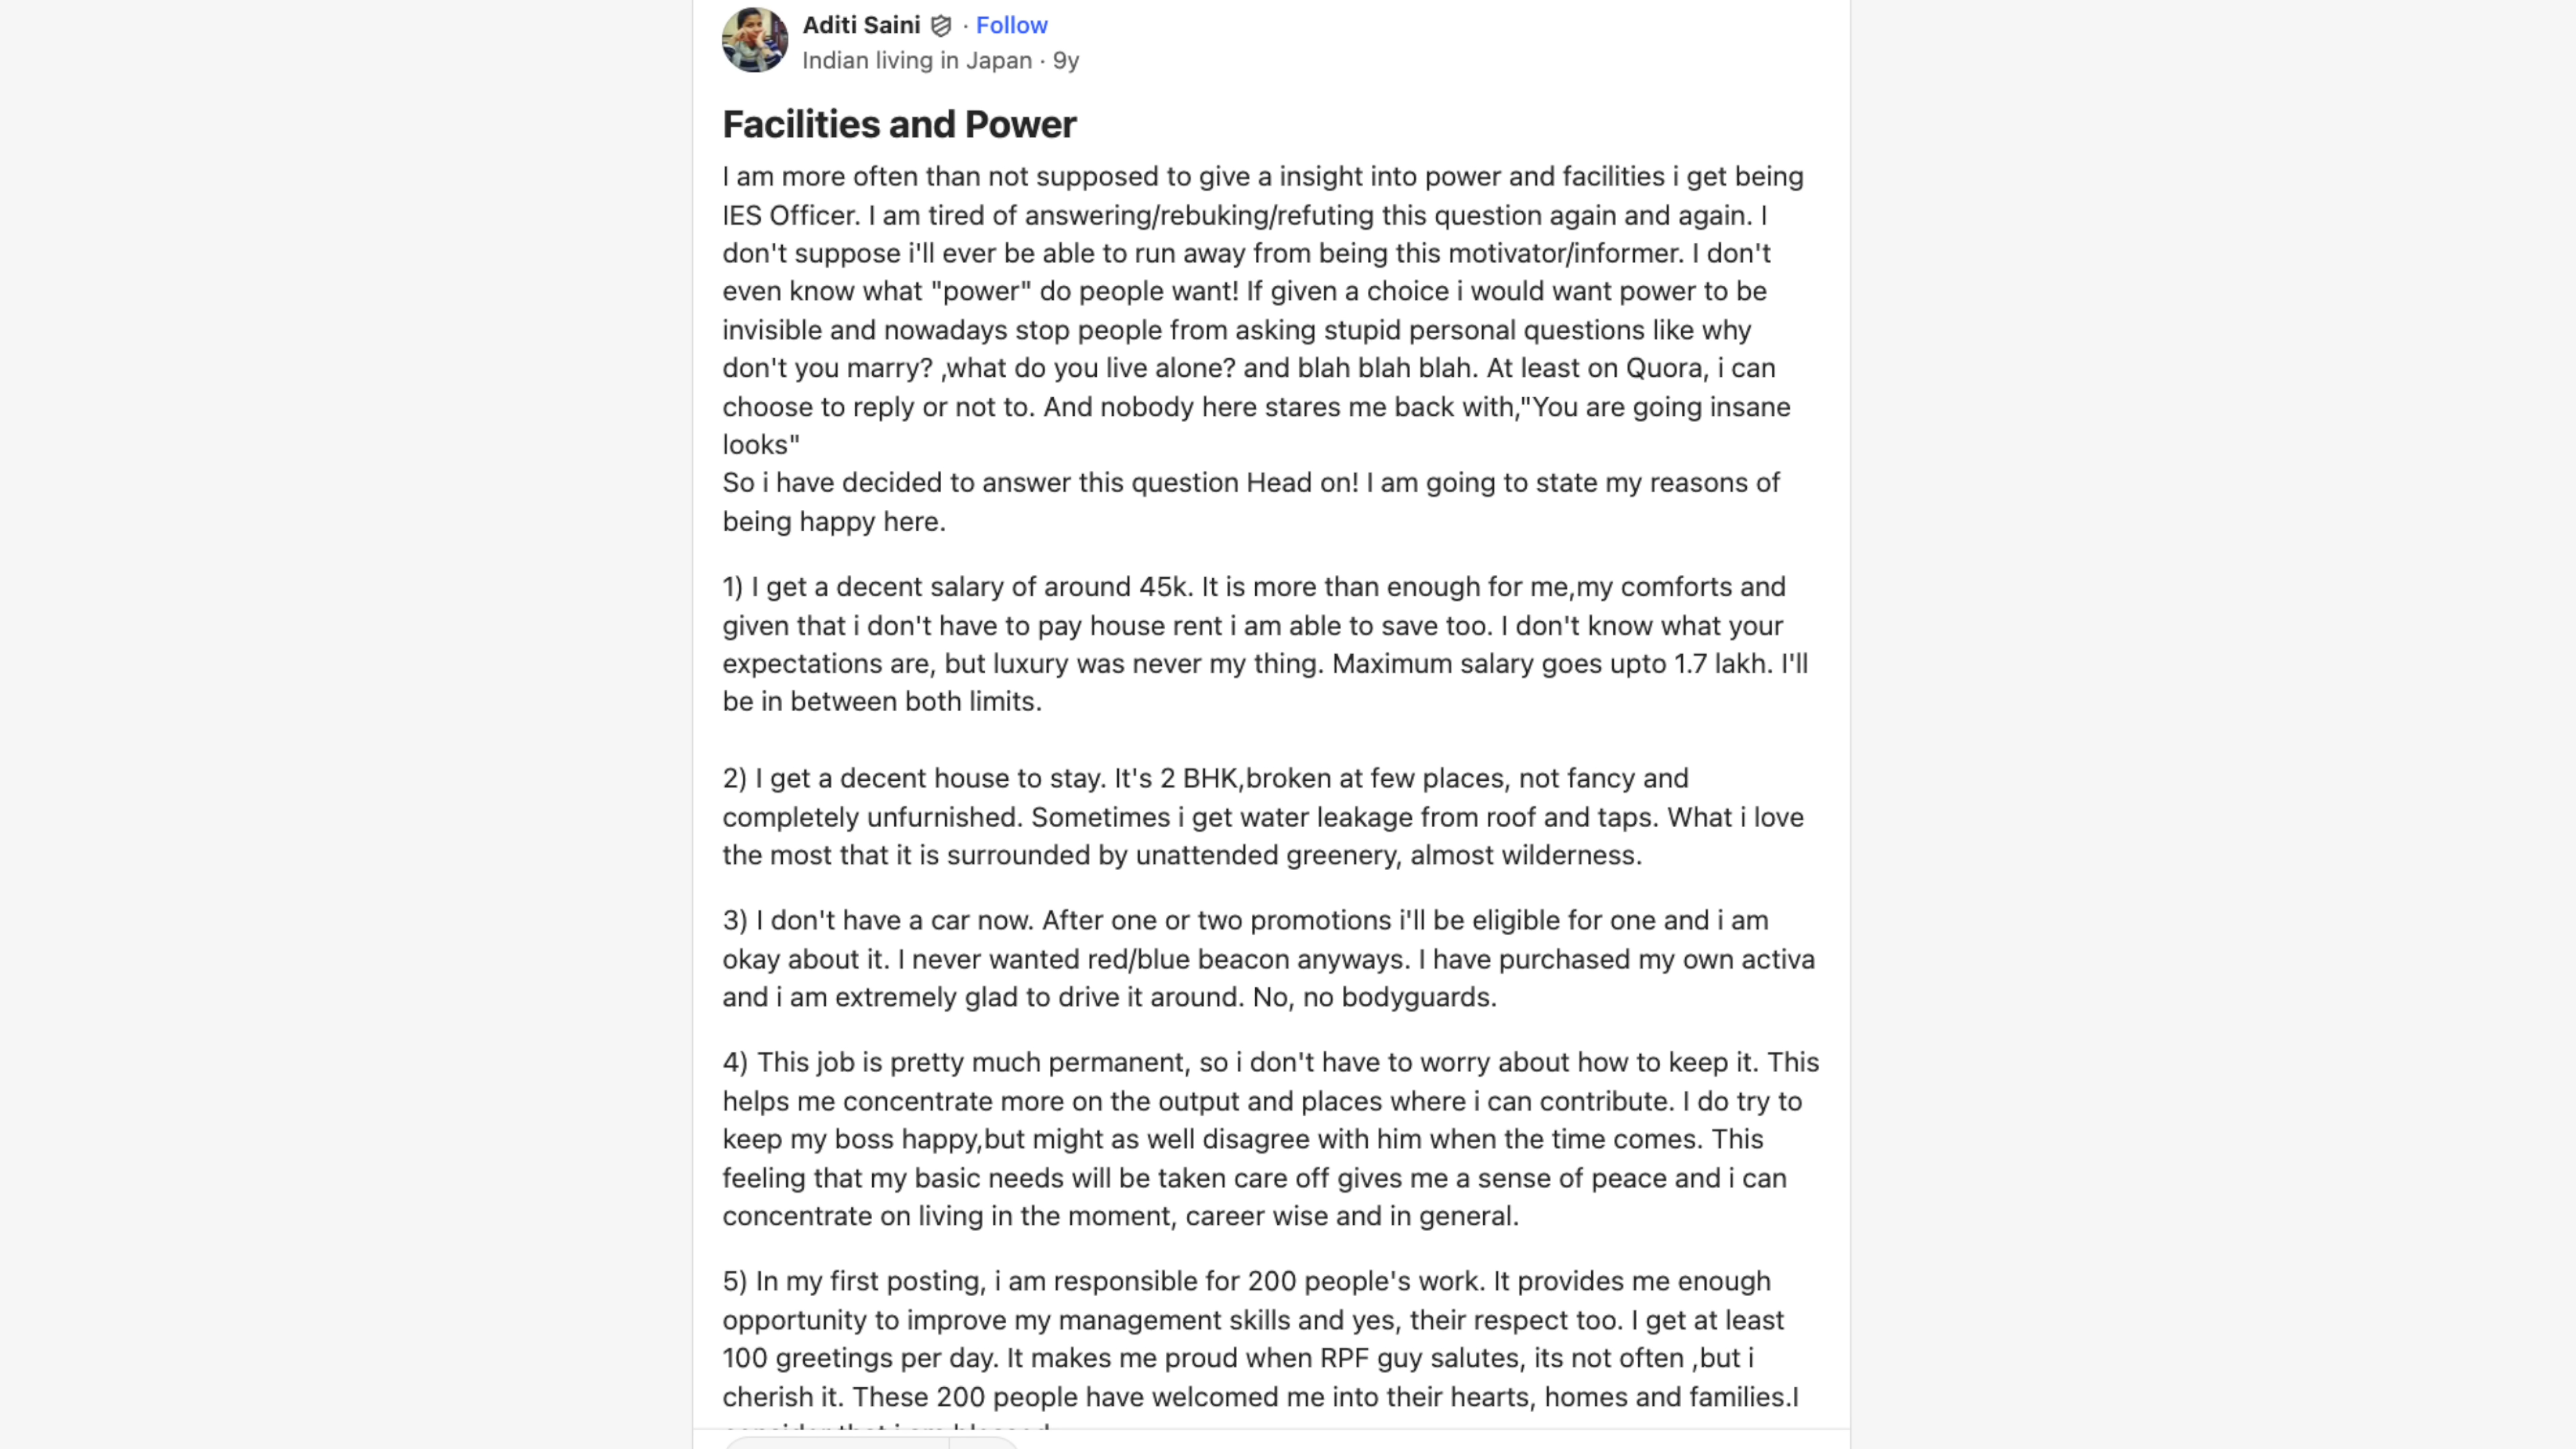 Aditi Saini · Follow
Indian living in Japan · 9y
Facilities and Power
I am more often than not supposed to give a insight into power and facilities i get being
IES Officer. I am tired of answering/rebuking/refuting this question again and again. I
don't suppose i'll ever be able to run away from being this motivator/informer. I don't
even know what "power" do people want! If given a choice i would want power to be
invisible and nowadays stop people from asking stupid personal questions like why
don't you marry? ,what do you live alone? and blah blah blah. At least on Quora, i can
choose to reply or not to. And nobody here stares me back with,"You are going insane
looks"
So i have decided to answer this question Head on! I am going to state my reasons of
being happy here.
1) I get a decent salary of around 45k. It is more than enough for me,my comforts and
given that i don't have to pay house rent i am able to save too. I don't know what your
expectations are, but luxury was never my thing. Maximum salary goes upto 1.7 lakh. I'll
be in between both limits.
2) I get a decent house to stay. It's 2 BHK,broken at few places, not fancy and
completely unfurnished. Sometimes i get water leakage from roof and taps. What i love
the most that it is surrounded by unattended greenery, almost wilderness.
3) I don't have a car now. After one or two promotions i'll be eligible for one and i am
okay about it. I never wanted red/blue beacon anyways. I have purchased my own activa
and i am extremely glad to drive it around. No, no bodyguards.
4) This job is pretty much permanent, so i don't have to worry about how to keep it. This
helps me concentrate more on the output and places where i can contribute. I do try to
keep my boss happy,but might as well disagree with him when the time comes. This
feeling that my basic needs will be taken care off gives me a sense of peace and i can
concentrate on living in the moment, career wise and in general.
5) In my first posting, i am responsible for 200 people's work. It provides me enough
opportunity to improve my management skills and yes, their respect too. I get at least
100 greetings per day. It makes me proud when RPF guy salutes, its not often ,but i
cherish it. These 200 people have welcomed me into their hearts, homes and families.I